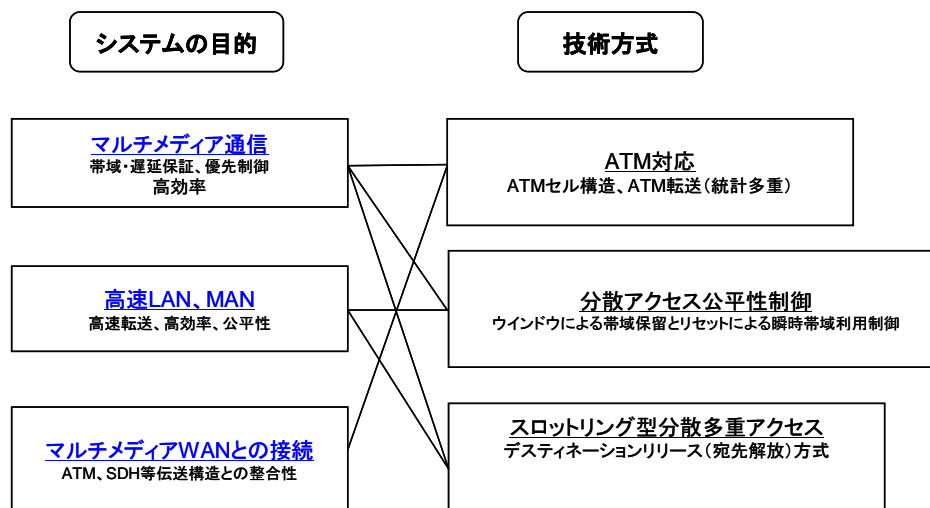 システムの目的
技術方式
マルチメディア通信
帯域・遅延保証、優先制御
高効率
ATM対応
ATMセル構造、ATM転送（統計多重）
高速LAN、MAN
高速転送、高効率、公平性
分散アクセス公平性制御
ウインドウによる帯域保留とリセットによる瞬時帯域利用制御
マルチメディアWANとの接続
ATM、SDH等伝送構造との整合性
スロットリング型分散多重アクセス
デスティネーションリリース（宛先解放）方式